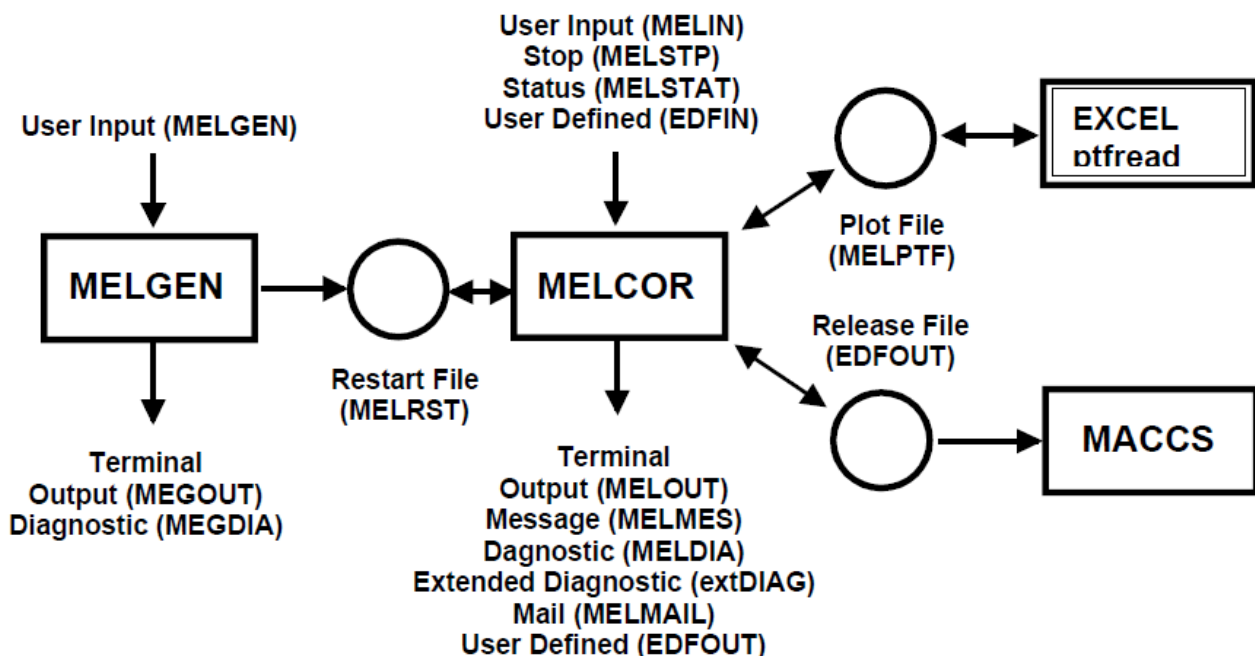 User Input (MELGEN)
MELGEN
Terminal
Output (MEGOUT)
Diagnostic (MEGDIA)
Restart File
(MELRST)
User Input (MELIN)
Stop (MELSTP)
Status (MELSTAT)
User Defined (EDFIN)
MELCOR
Terminal
Output (MELOUT)
Message (MELMES)
Dagnostic (MELDIA)
Extended Diagnostic (extDIAG)
Mail (MELMAIL)
User Defined (EDFOUT)
Plot File
(MELPTF)
EXCEL
ptfread
Release File
(EDFOUT)
MACCS